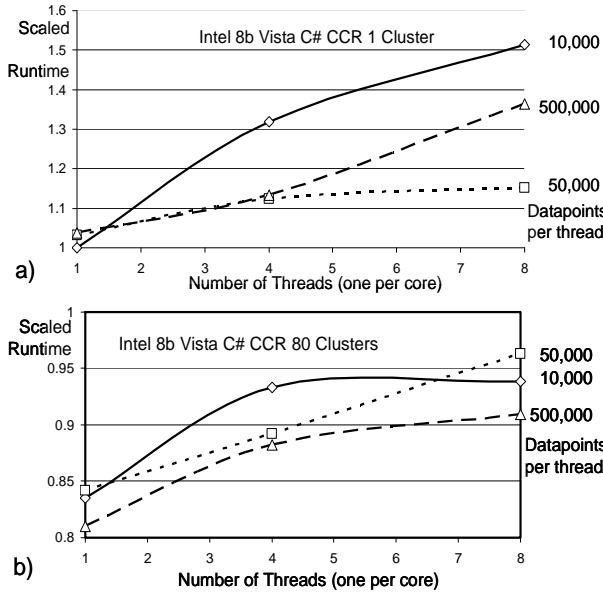 1.6
Scaled
Runtime
Intel 8b Vista C# CCR 1 Cluster
10,000
1.5
1.4
500,000
1.3
1.2
50,000
1.1
Datapoints
per thread
1
a)
1 2 3 4 5 6 7 8
Number of Threads (one per core)
1
Scaled
Runtime
Intel 8b Vista C# CCR 80 Clusters
50,000
0.95
10,000
500,000
0.9
Datapoints
per thread
0.85
0.8
b)
1 2 3 4 5 6 7 8
Number of Threads (one per core)